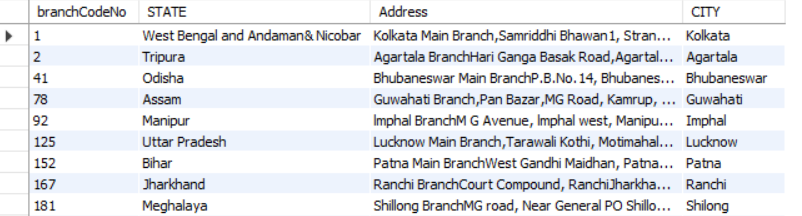 branchCodeNo STATE Address CITY
1 West Bengal and Andaman& Nicobar Kolkata Main Branch,Samriddhi Bhawan1, Stran... Kolkata
2 Tripura Agartala BranchHari Ganga Basak Road,Agartal... Agartala
41 Odisha Bhubaneswar Main BranchP.B.No.14, Bhubanes... Bhubaneswar
78 Assam Guwahati Branch,Pan Bazar,MG Road, Kamrup, ... Guwahati
92 Manipur Imphal BranchM G Avenue, Imphal west, Manipu... Imphal
125 Uttar Pradesh Lucknow Main Branch,Tarawali Kothi, Motimahal... Lucknow
152 Bihar Patna Main BranchWest Gandhi Maidhan, Patna... Patna
167 Jharkhand Ranchi BranchCourt Compound, RanchiJharkha... Ranchi
181 Meghalaya Shillong BranchMG road, Near General PO Shillo... Shilong